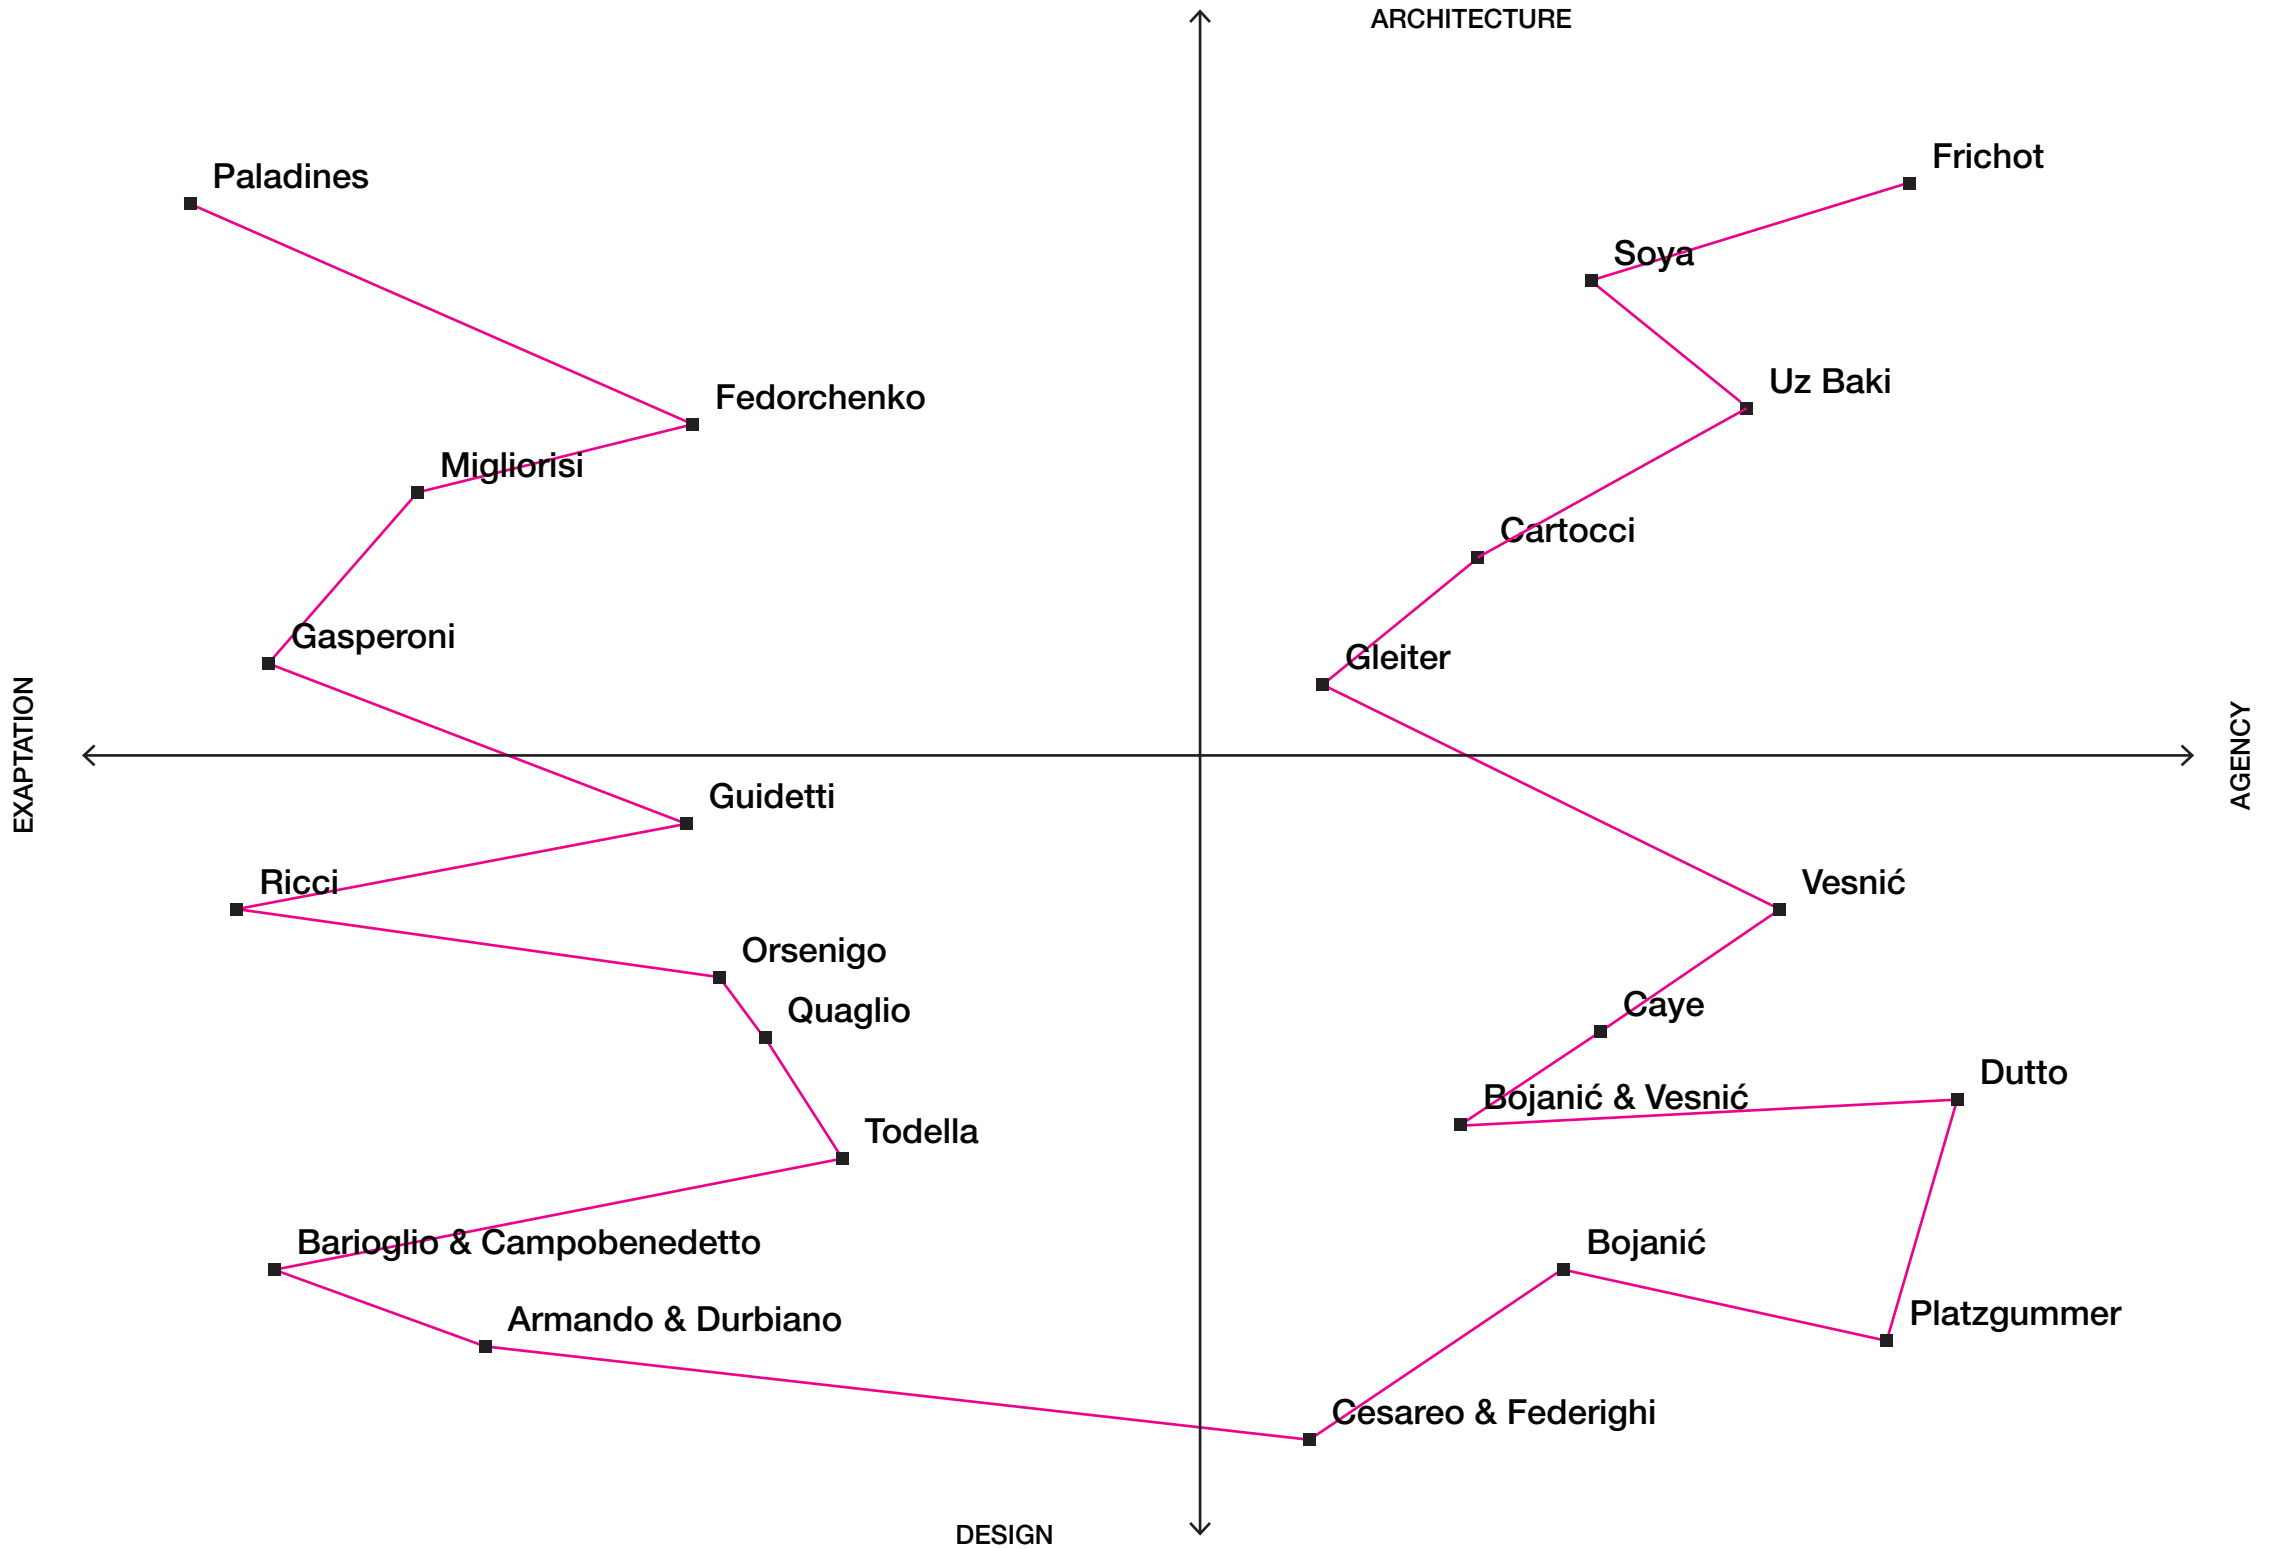 ARCHITECTURE
Frichot
Paladines
Soya
Uz Baki
Fedorchenko
Migliorisi
Cartocci
Gasperoni
Gleiter
EXAPTATION
AGENCY
Guidetti
Ricci
Vesnić
Orsenigo
Quaglio
Caye
Dutto
Bojanić & Vesnić
Todella
Barioglio & Campobenedetto
Bojanić
Platzgummer
Armando & Durbiano
Cesareo & Federighi
DESIGN